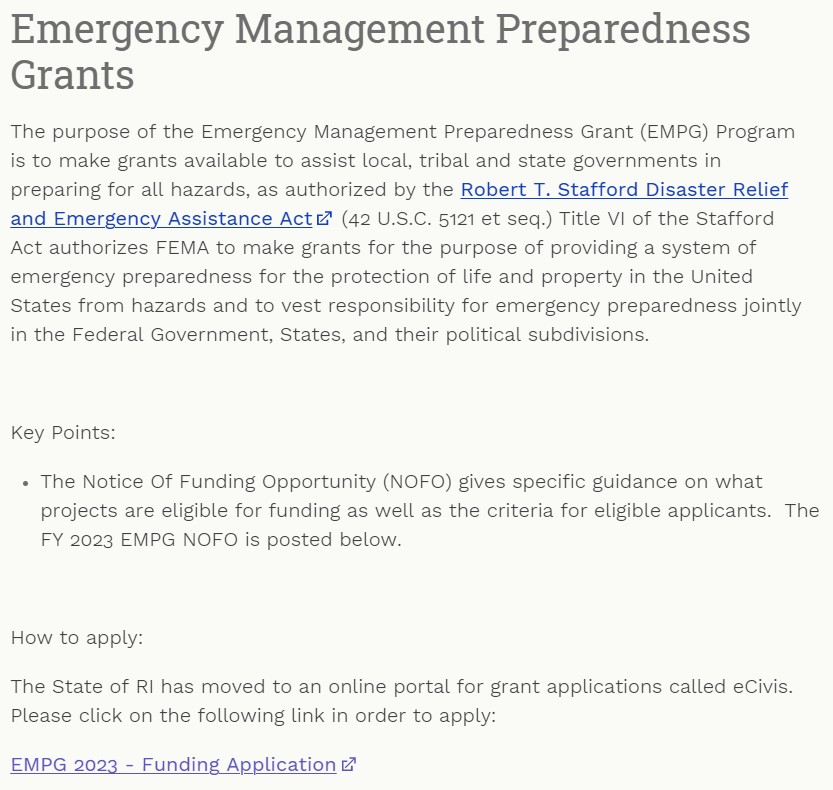 Emergency Management Preparedness
Grants
The purpose of the Emergency Management Preparedness Grant (EMPG) Program
is to make grants available to assist local, tribal and state governments in
preparing for all hazards, as authorized by the Robert T. Stafford Disaster Relief
and Emergency Assistance Act (42 U.S.C. 5121 et seq.) Title VI of the Stafford
Act authorizes FEMA to make grants for the purpose of providing a system of
emergency preparedness for the protection of life and property in the United
States from hazards and to vest responsibility for emergency preparedness jointly
in the Federal Government, States, and their political subdivisions.
Key Points:
• The Notice Of Funding Opportunity (NOFO) gives specific guidance on what
projects are eligible for funding as well as the criteria for eligible applicants.  The
FY 2023 EMPG NOFO is posted below.
How to apply:
The State of RI has moved to an online portal for grant applications called eCivis.
Please click on the following link in order to apply:
EMPG 2023 - Funding Application